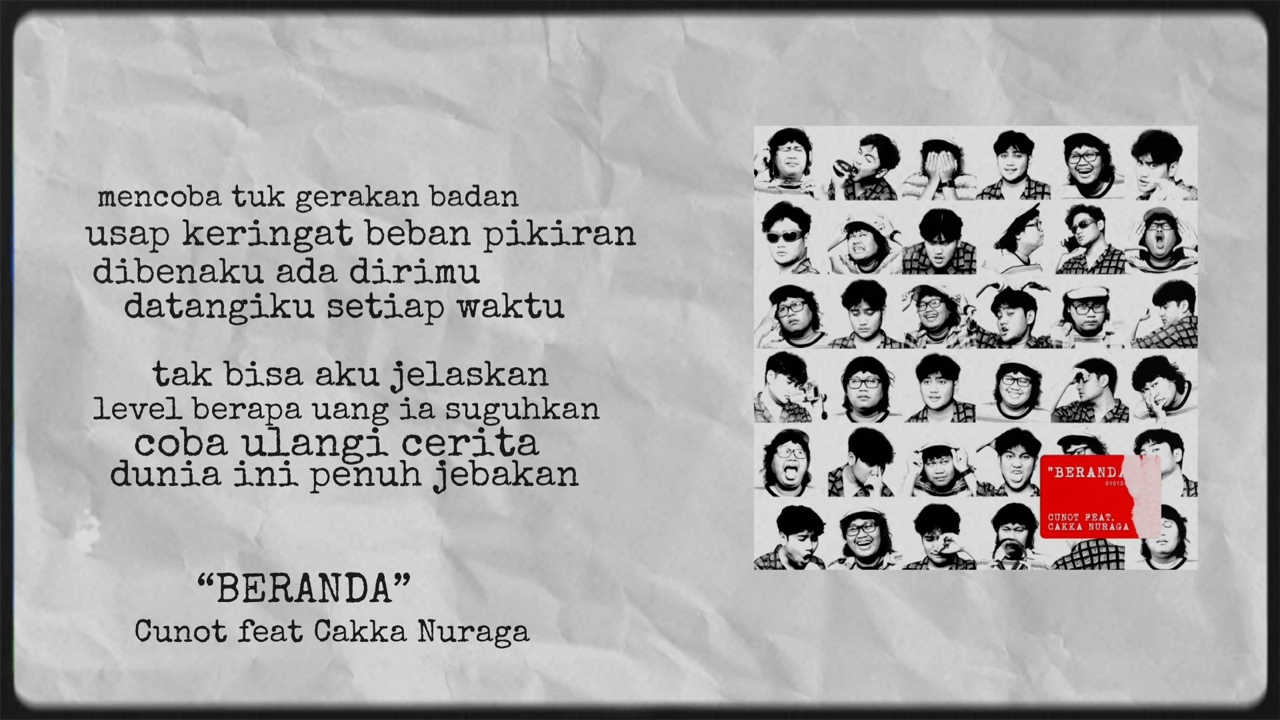 mencoba tuk gerakan badan
usap keringat beban pikiran
dibenaku ada dirimu
datangiku setiap waktu
tak bisa aku jelaskan
level berapa uang ia suguhkan
coba ulangi cerita
dunia ini penuh jebakan
“BERANDA”
Cunot feat Cakka Nuraga
"BERANDA
CUNOT FEAT.
CAKKA NURAGA